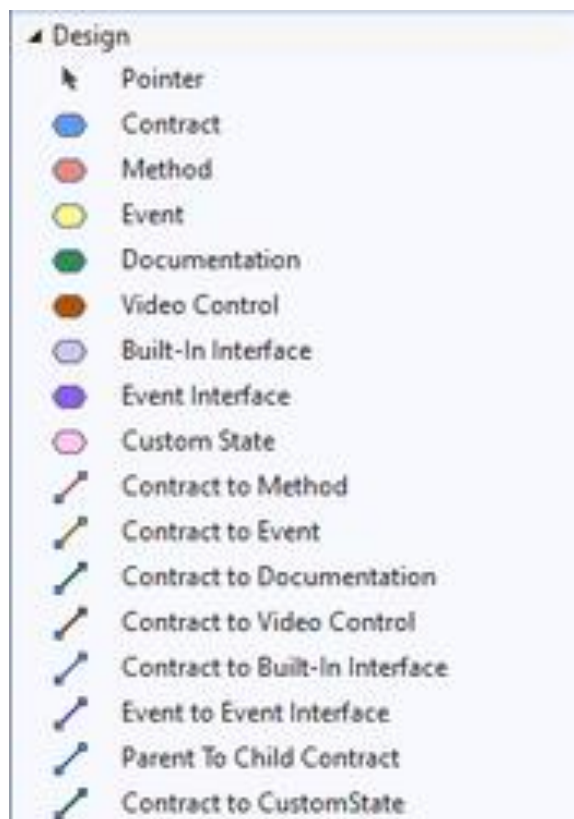 Design
Pointer
Contract
Method
Event
Documentation
Video Control
Built-In Interface
Event Interface
Custom State
Contract to Method
Contract to Event
Contract to Documentation
Contract to Video Control
Contract to Built-In Interface
Event to Event Interface
Parent To Child Contract
Contract to CustomState